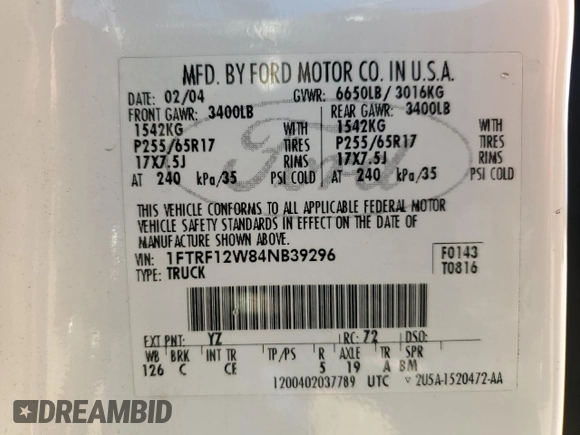 MFD. BY FORD MOTOR CO. IN U.S.A.
DATE: 02/04 GVWR: 6650LB/ 3016KG
FRONT GAWR: 3400LB REAR GAWR: 3400LB
1542KG WITH 1542KG WITH
P255/65R17 TIRES P255/65R17 TIRES
17X7.5J RIMS 17X7.5J RIMS
AT 240 kPa/35 PSI COLD AT 240 kPa/35 PSI COLD
Ford
THIS VEHICLE CONFORMS TO ALL APPLICABLE FEDERAL MOTOR
VEHICLE SAFETY STANDARDS IN EFFECT ON THE DATE OF
MANUFACTURE SHOWN ABOVE.
VIN: 1FTRF12W84NB39296 F0143
TYPE: TRUCK T0816
EXT PNT: YZ RC: 72 DSO:
WB BRK INT TR TP/PS R AXLE TR SPR
126 C CE 5 19 A BM
1200402037789 UTC 2U5A-1520472-AA
DREAMBID